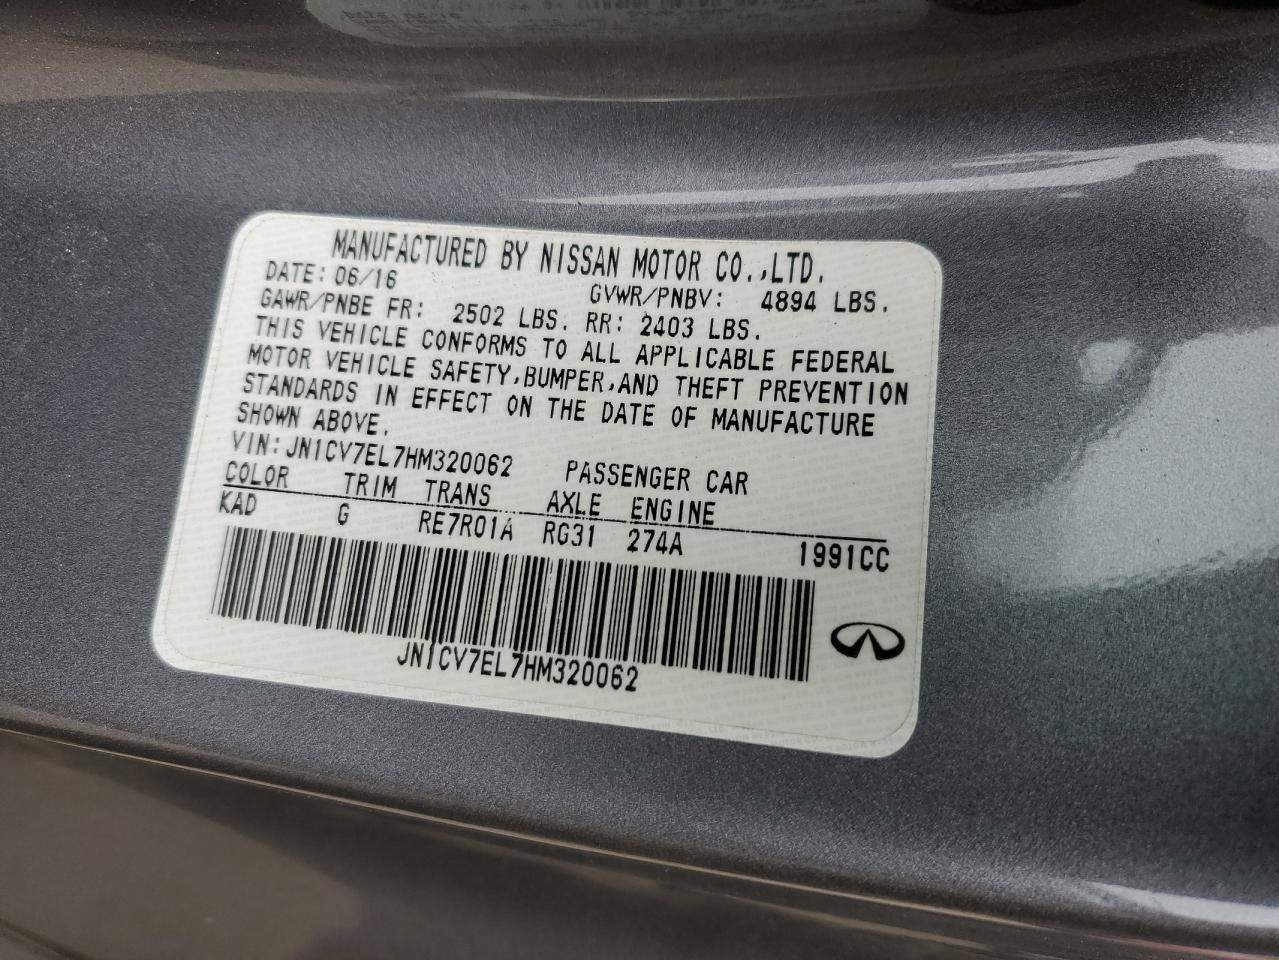 MANUFACTURED BY NISSAN MOTOR CO.,LTD.
DATE: 06/16 GVWR/PNBV: 4894 LBS.
GAWR/PNBE FR: 2502 LBS. RR: 2403 LBS.
THIS VEHICLE CONFORMS TO ALL APPLICABLE FEDERAL
MOTOR VEHICLE SAFETY,BUMPER,AND THEFT PREVENTION
STANDARDS IN EFFECT ON THE DATE OF MANUFACTURE
SHOWN ABOVE.
VIN:JN1CV7EL7HM320062 PASSENGER CAR
COLOR TRIM TRANS AXLE ENGINE
KAD G RE7R01A RG31 274A 1991CC
JN1CV7EL7HM320062